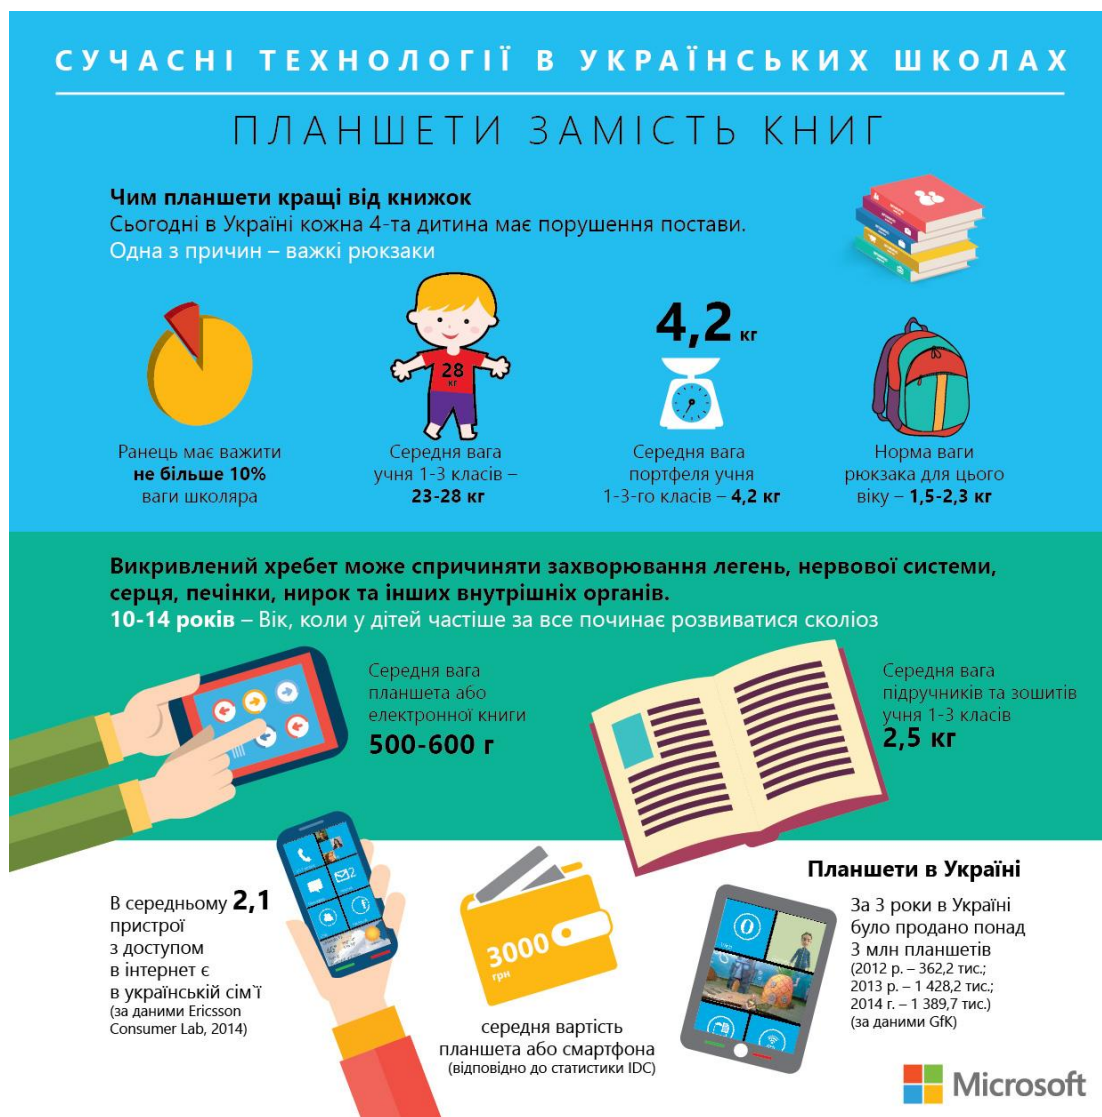 СУЧАСНІ ТЕХНОЛОГІЇ В УКРАЇНСЬКИХ ШКОЛАХ
ПЛАНШЕТИ ЗАМІСТЬ КНИГ
Чим планшети кращі від книжок
Сьогодні в Україні кожна 4-та дитина має порушення постави.
Одна з причин – важкі рюкзаки
28
кг
4,2 кг
Ранець має важити
не більше 10%
ваги школяра
Середня вага
учня 1-3 класів –
23-28 кг
Середня вага
портфеля учня
1-3-го класів – 4,2 кг
Норма ваги
рюкзака для цього
віку – 1,5-2,3 кг
Викривлений хребет може спричиняти захворювання легень, нервової системи,
серця, печінки, нирок та інших внутрішніх органів.
10-14 років – Вік, коли у дітей частіше за все починає розвиватися сколіоз
Середня вага
планшета або
електронної книги
500-600 г
Середня вага
підручників та зошитів
учня 1-3 класів
2,5 кг
В середньому 2,1
пристрої
з доступом
в інтернет є
в українській сім'ї
(за даними Ericsson
Consumer Lab, 2014)
3000
грн
середня вартість
планшета або смартфона
(відповідно до статистики IDC)
Планшети в Україні
За 3 роки в Україні
було продано понад
3 млн планшетів
(2012 р. – 362,2 тис.;
2013 р. – 1 428,2 тис.;
2014 г. – 1 389,7 тис.)
(за даними GfK)
Microsoft